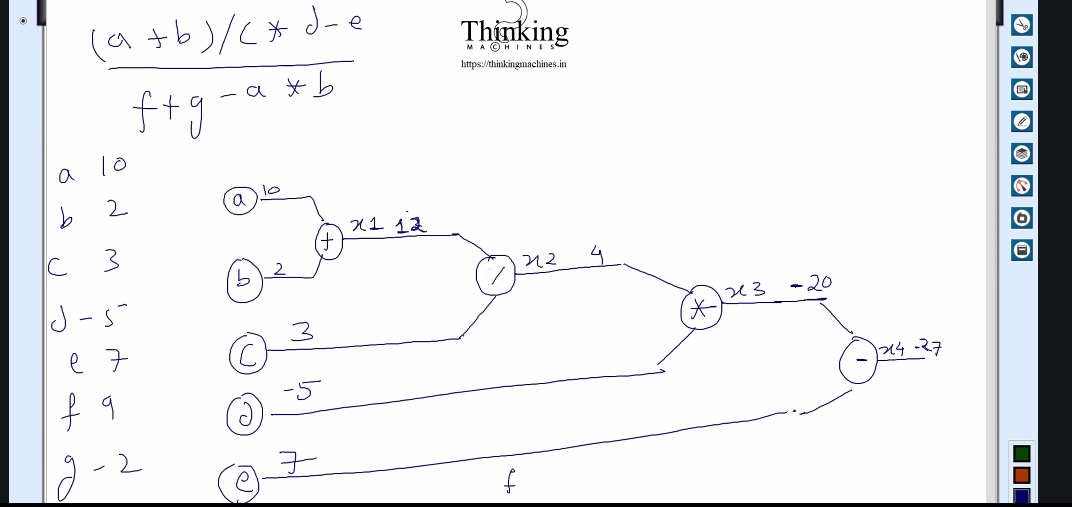 (a + b) / c * d - e
f + g - a * b
Thinking
MACHINES
https://thinkingmachines.in
a 10
b 2
c 3
d - 5
e 7
f 9
g - 2
a 10
b 2
+ x1 12
c 3
/ x2 4
d -5
* x3 -20
e 7
- x4 -27
f